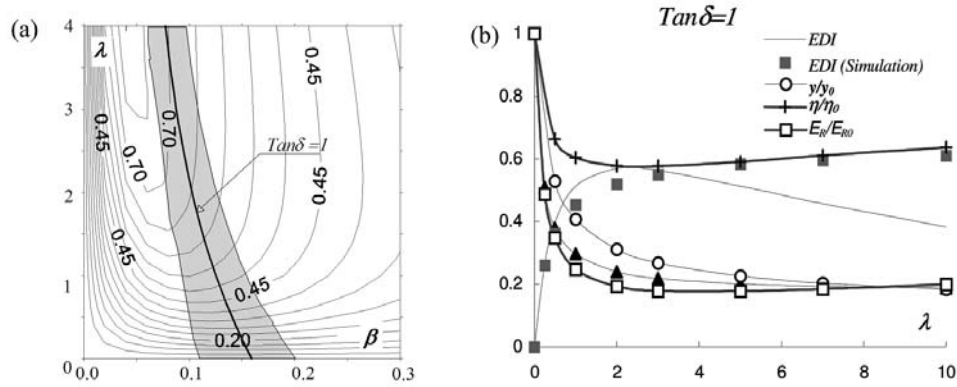 (a)
4
3
2
1
0
λ
0.45
0.70
0.70
0.45
0.45
0.45
0.45
0.20
Tanδ=1
β
0.0
0.1
0.2
0.3
(b)
Tanδ=1
1
0.8
0.6
0.4
0.2
0
EDI
EDI (Simulation)
y/y₀
η/η₀
E_R/E_R0
λ
0
2
4
6
8
10